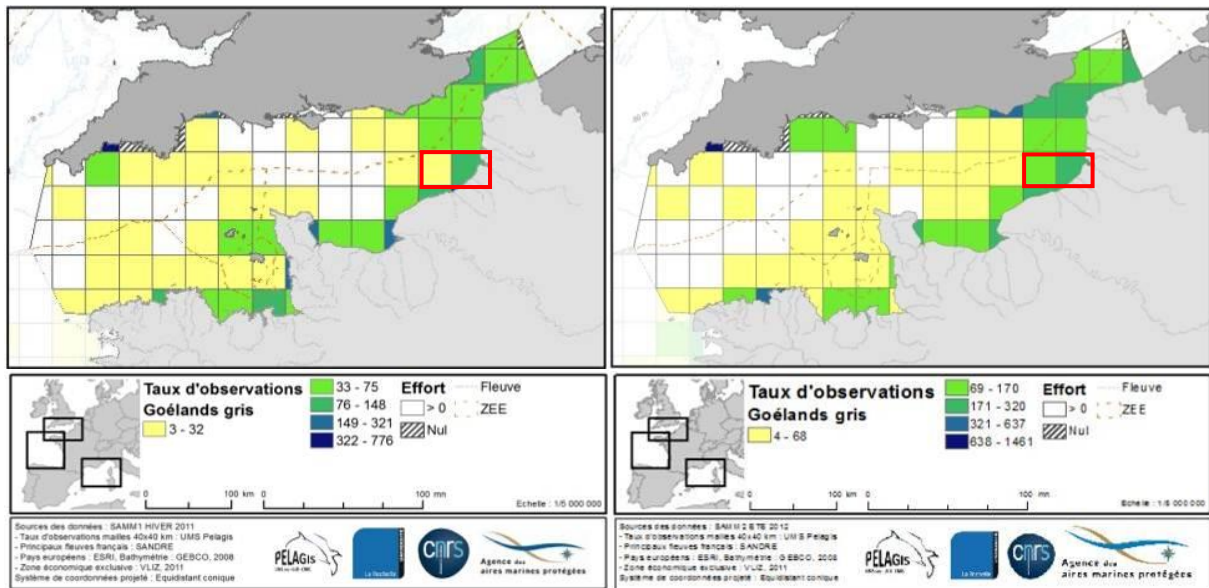 Taux d'observations
Goélands gris
3 - 32
33 - 75
76 - 148
149 - 321
322 - 776
Effort
> 0
Nul
Fleuve
ZEE
0 100 km 0 100 mn
Echelle : 1/5 000 000
Sources des données : SAMM1 HIVER 2011
- Taux d'observations mailles 40x40 km : UMS Pelagis
- Principaux fleuves français : SANDRE
- Pays européens : ESRI, Bathymétrie : GEBCO, 2008
- Zone économique exclusive : VLIZ, 2011
Système de coordonnées projeté : Equidistant conique
PELAGIS
La Rochelle
cnrs
Agence des
aires marines protégées
Taux d'observations
Goélands gris
4 - 68
69 - 170
171 - 320
321 - 637
638 - 1461
Effort
> 0
Nul
Fleuve
ZEE
0 100 km 0 100 mn
Echelle : 1/5 000 000
Sources des données : SAMM 2 ETE 2012
- Taux d'observations mailles 40x40 km : UMS Pelagis
- Principaux fleuves français : SANDRE
- Pays européens : ESRI, Bathymétrie : GEBCO, 2008
- Zone économique exclusive : VLIZ, 2011
Système de coordonnées projeté : Equidistant conique
PELAGIS
La Rochelle
cnrs
Agence des
aires marines protégées